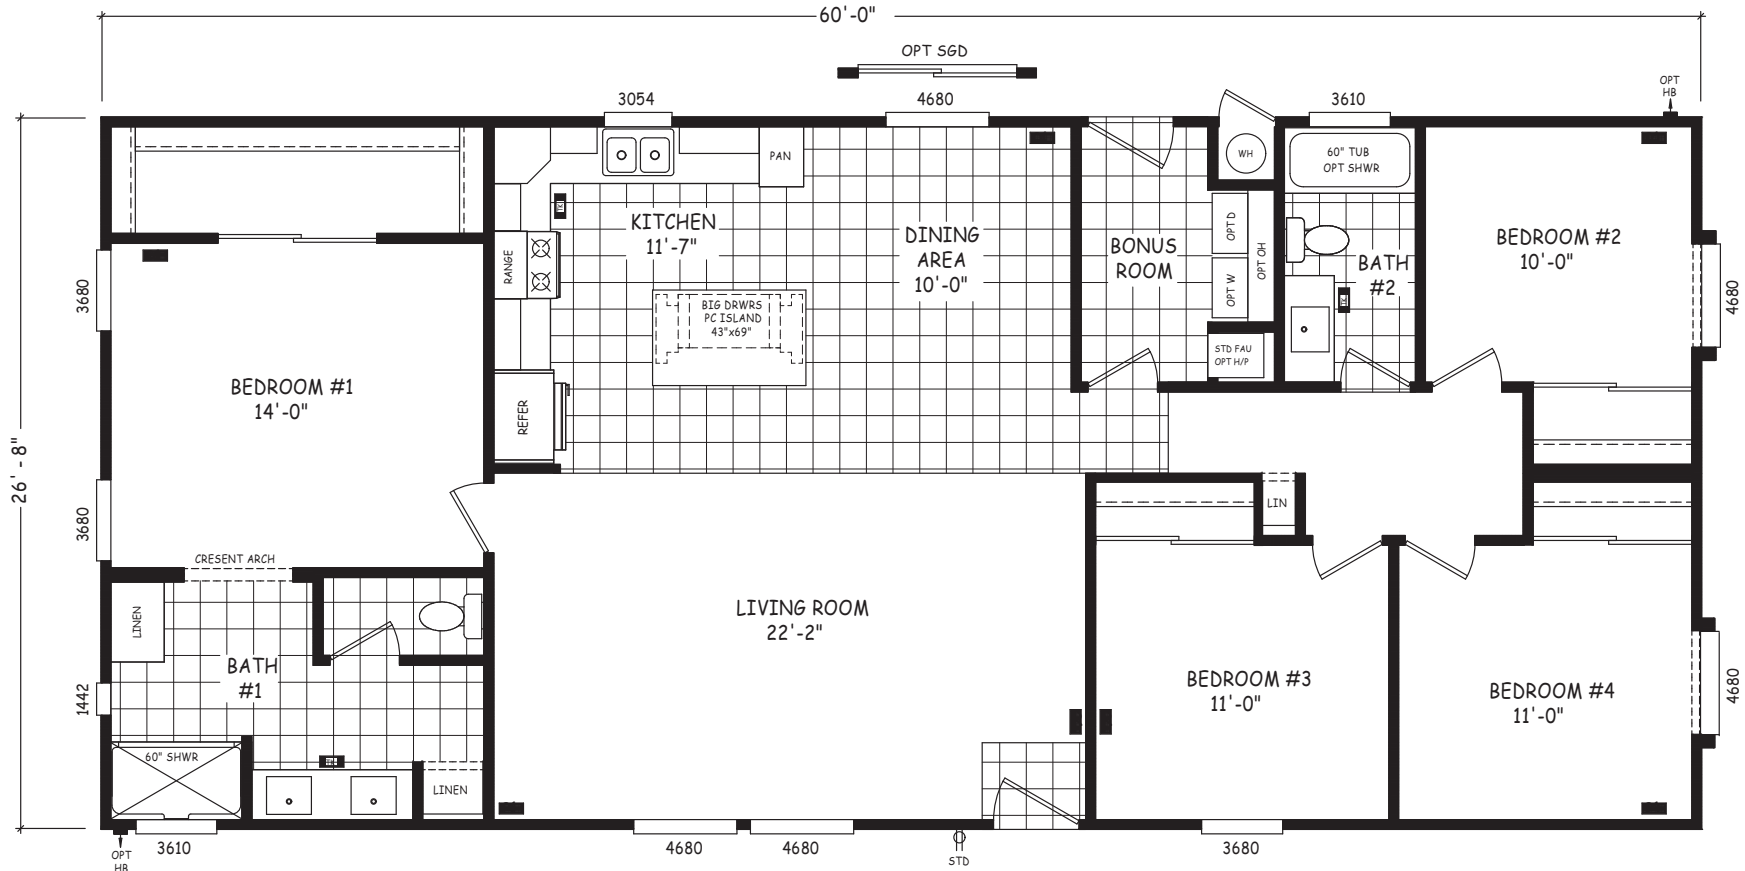 60'-0"
OPT SGD
3054
4680
3610
OPT
HB
PAN
WH
60" TUB
OPT SHWR
KITCHEN
11'-7"
DINING
AREA
10'-0"
BONUS
ROOM
OPT D
OPT W
OPT OH
BATH
#2
BEDROOM #2
10'-0"
RANGE
BIG DRWRS
PC ISLAND
43"x69"
3680
4680
STD FAU
OPT H/P
BEDROOM #1
14'-0"
REFER
26'-8"
3680
LIN
CRESENT ARCH
LINEN
LIVING ROOM
22'-2"
BATH
#1
1442
BEDROOM #3
11'-0"
BEDROOM #4
11'-0"
4680
60" SHWR
LINEN
OPT
HB
3610
4680
4680
STD
3680